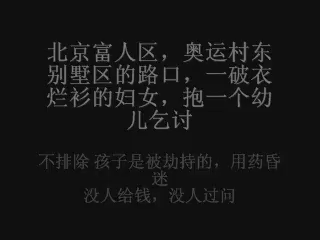 北京富人区，奥运村东
别墅区的路口，一破衣
烂衫的妇女，抱一个幼
儿乞讨
不排除 孩子是被劫持的，用药昏
迷
没人给钱，没人过问